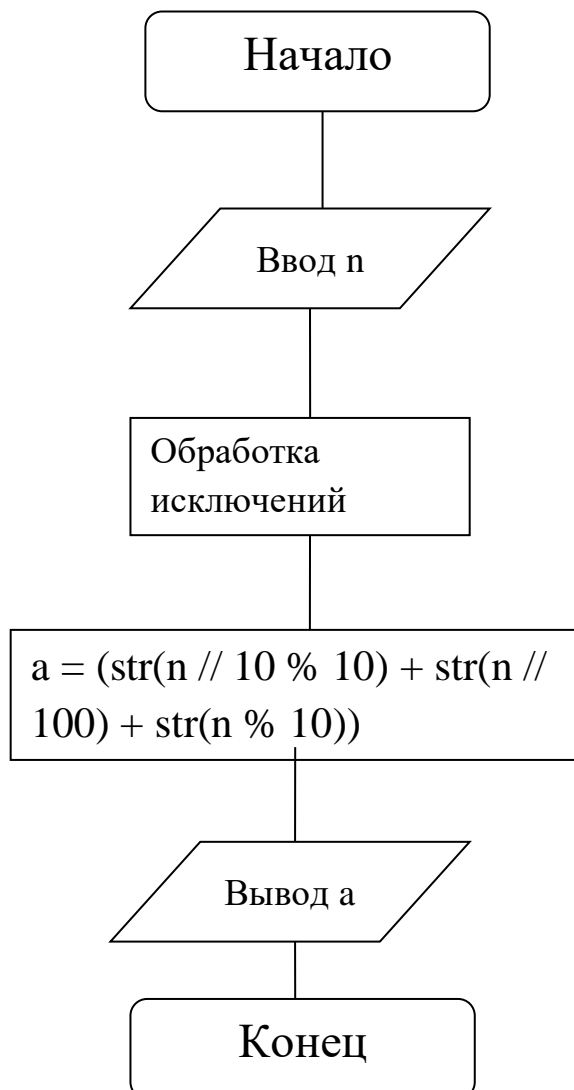 Начало
Ввод n
Обработка
исключений
a = (str(n // 10 % 10) + str(n //
100) + str(n % 10))
Вывод a
Конец